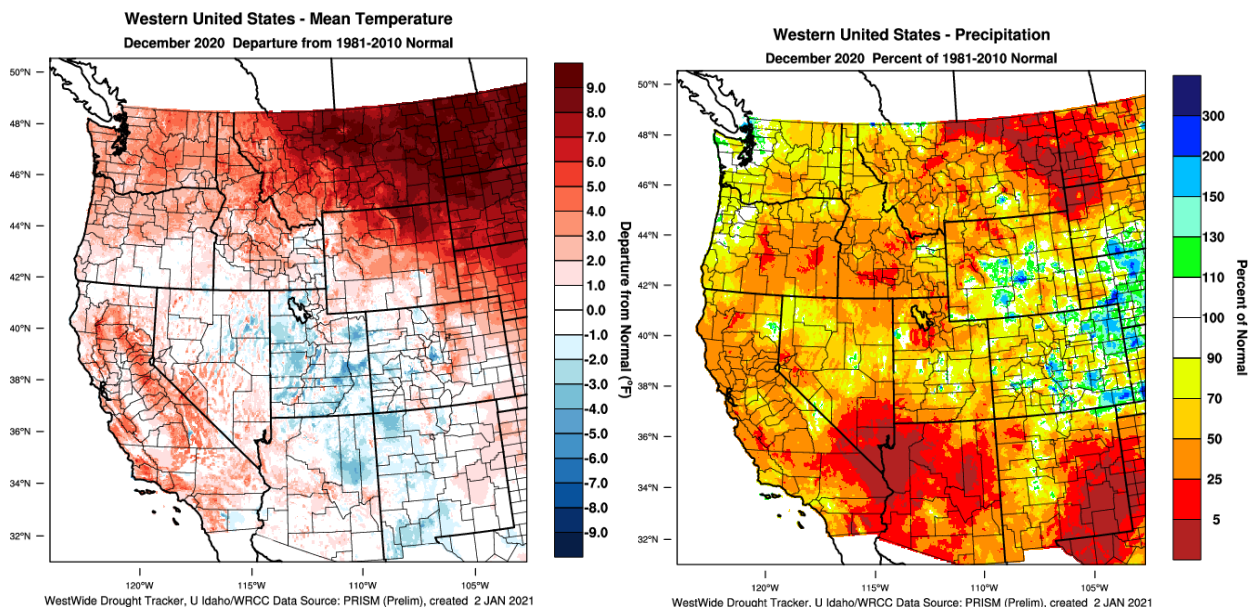 Western United States - Mean Temperature
December 2020 Departure from 1981-2010 Normal
50°N
48°N
46°N
44°N
42°N
40°N
38°N
36°N
34°N
32°N
120°W
115°W
110°W
105°W
9.0
8.0
7.0
6.0
5.0
4.0
3.0
2.0
1.0
0.0
-1.0
-2.0
-3.0
-4.0
-5.0
-6.0
-7.0
-8.0
-9.0
Departure from Normal (°F)
WestWide Drought Tracker, U Idaho/WRCC Data Source: PRISM (Prelim), created 2 JAN 2021
Western United States - Precipitation
December 2020 Percent of 1981-2010 Normal
50°N
48°N
46°N
44°N
42°N
40°N
38°N
36°N
34°N
32°N
120°W
115°W
110°W
105°W
300
200
150
130
110
100
90
70
50
25
5
Percent of Normal
WestWide Drought Tracker, U Idaho/WRCC Data Source: PRISM (Prelim), created 2 JAN 2021